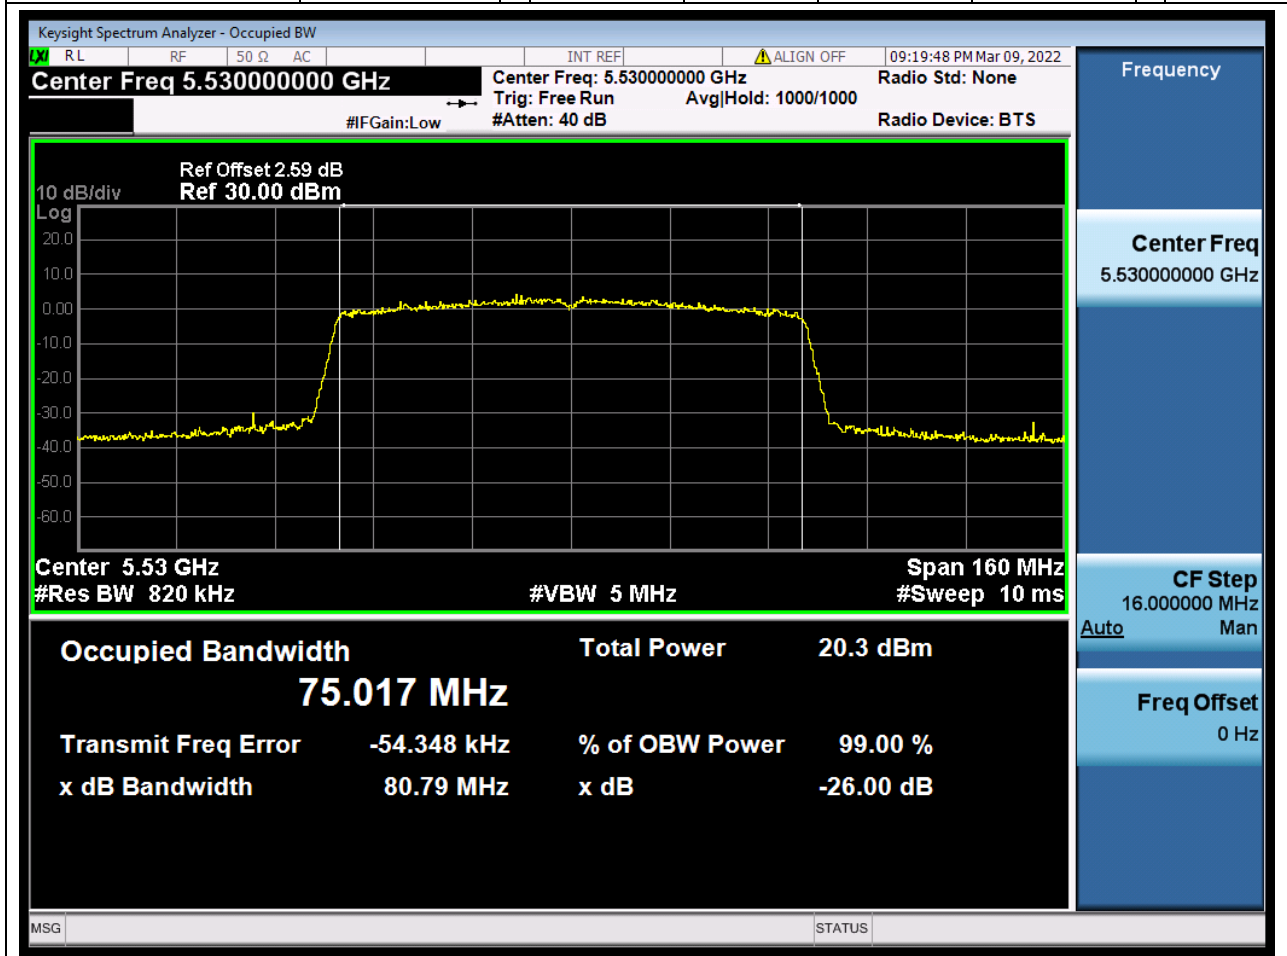 Keysight Spectrum Analyzer - Occupied BW
LXI RL RF 50 Ω AC INT REF ALIGN OFF 09:19:48 PM Mar 09, 2022
Center Freq 5.530000000 GHz
#IFGain:Low
Center Freq: 5.530000000 GHz
Trig: Free Run Avg|Hold: 1000/1000
#Atten: 40 dB
Radio Std: None
Radio Device: BTS
Ref Offset 2.59 dB
10 dB/div Ref 30.00 dBm
Log
20.0
10.0
0.00
-10.0
-20.0
-30.0
-40.0
-50.0
-60.0
Center 5.53 GHz Span 160 MHz
#Res BW 820 kHz #VBW 5 MHz #Sweep 10 ms
Occupied Bandwidth Total Power 20.3 dBm
75.017 MHz
Transmit Freq Error -54.348 kHz % of OBW Power 99.00 %
x dB Bandwidth 80.79 MHz x dB -26.00 dB
MSG STATUS
Frequency
Center Freq
5.530000000 GHz
CF Step
16.000000 MHz
Auto Man
Freq Offset
0 Hz